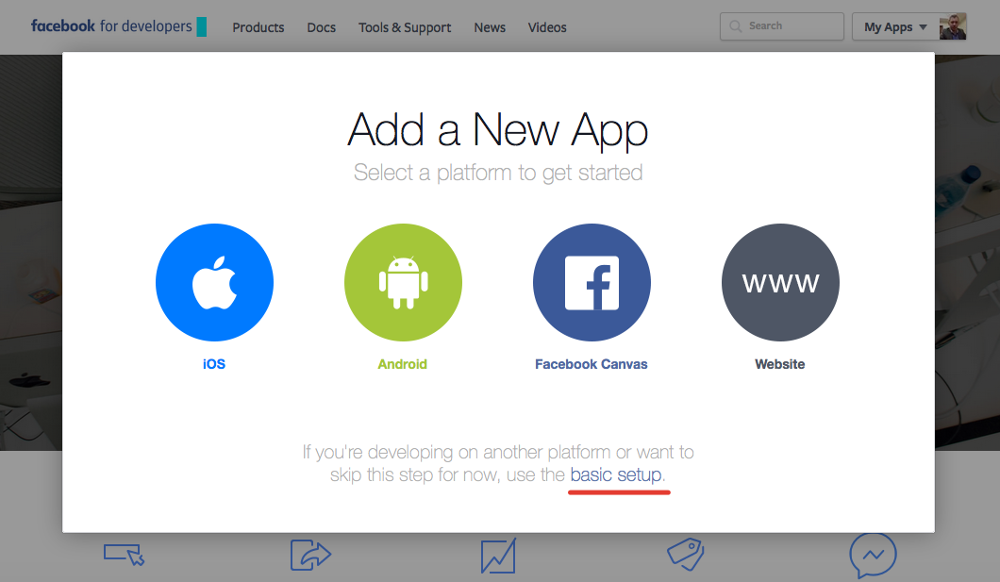 facebook for developers
Products Docs Tools & Support News Videos
Search
My Apps
Add a New App
Select a platform to get started
www
iOS Android Facebook Canvas Website
If you're developing on another platform or want to
skip this step for now, use the basic setup.